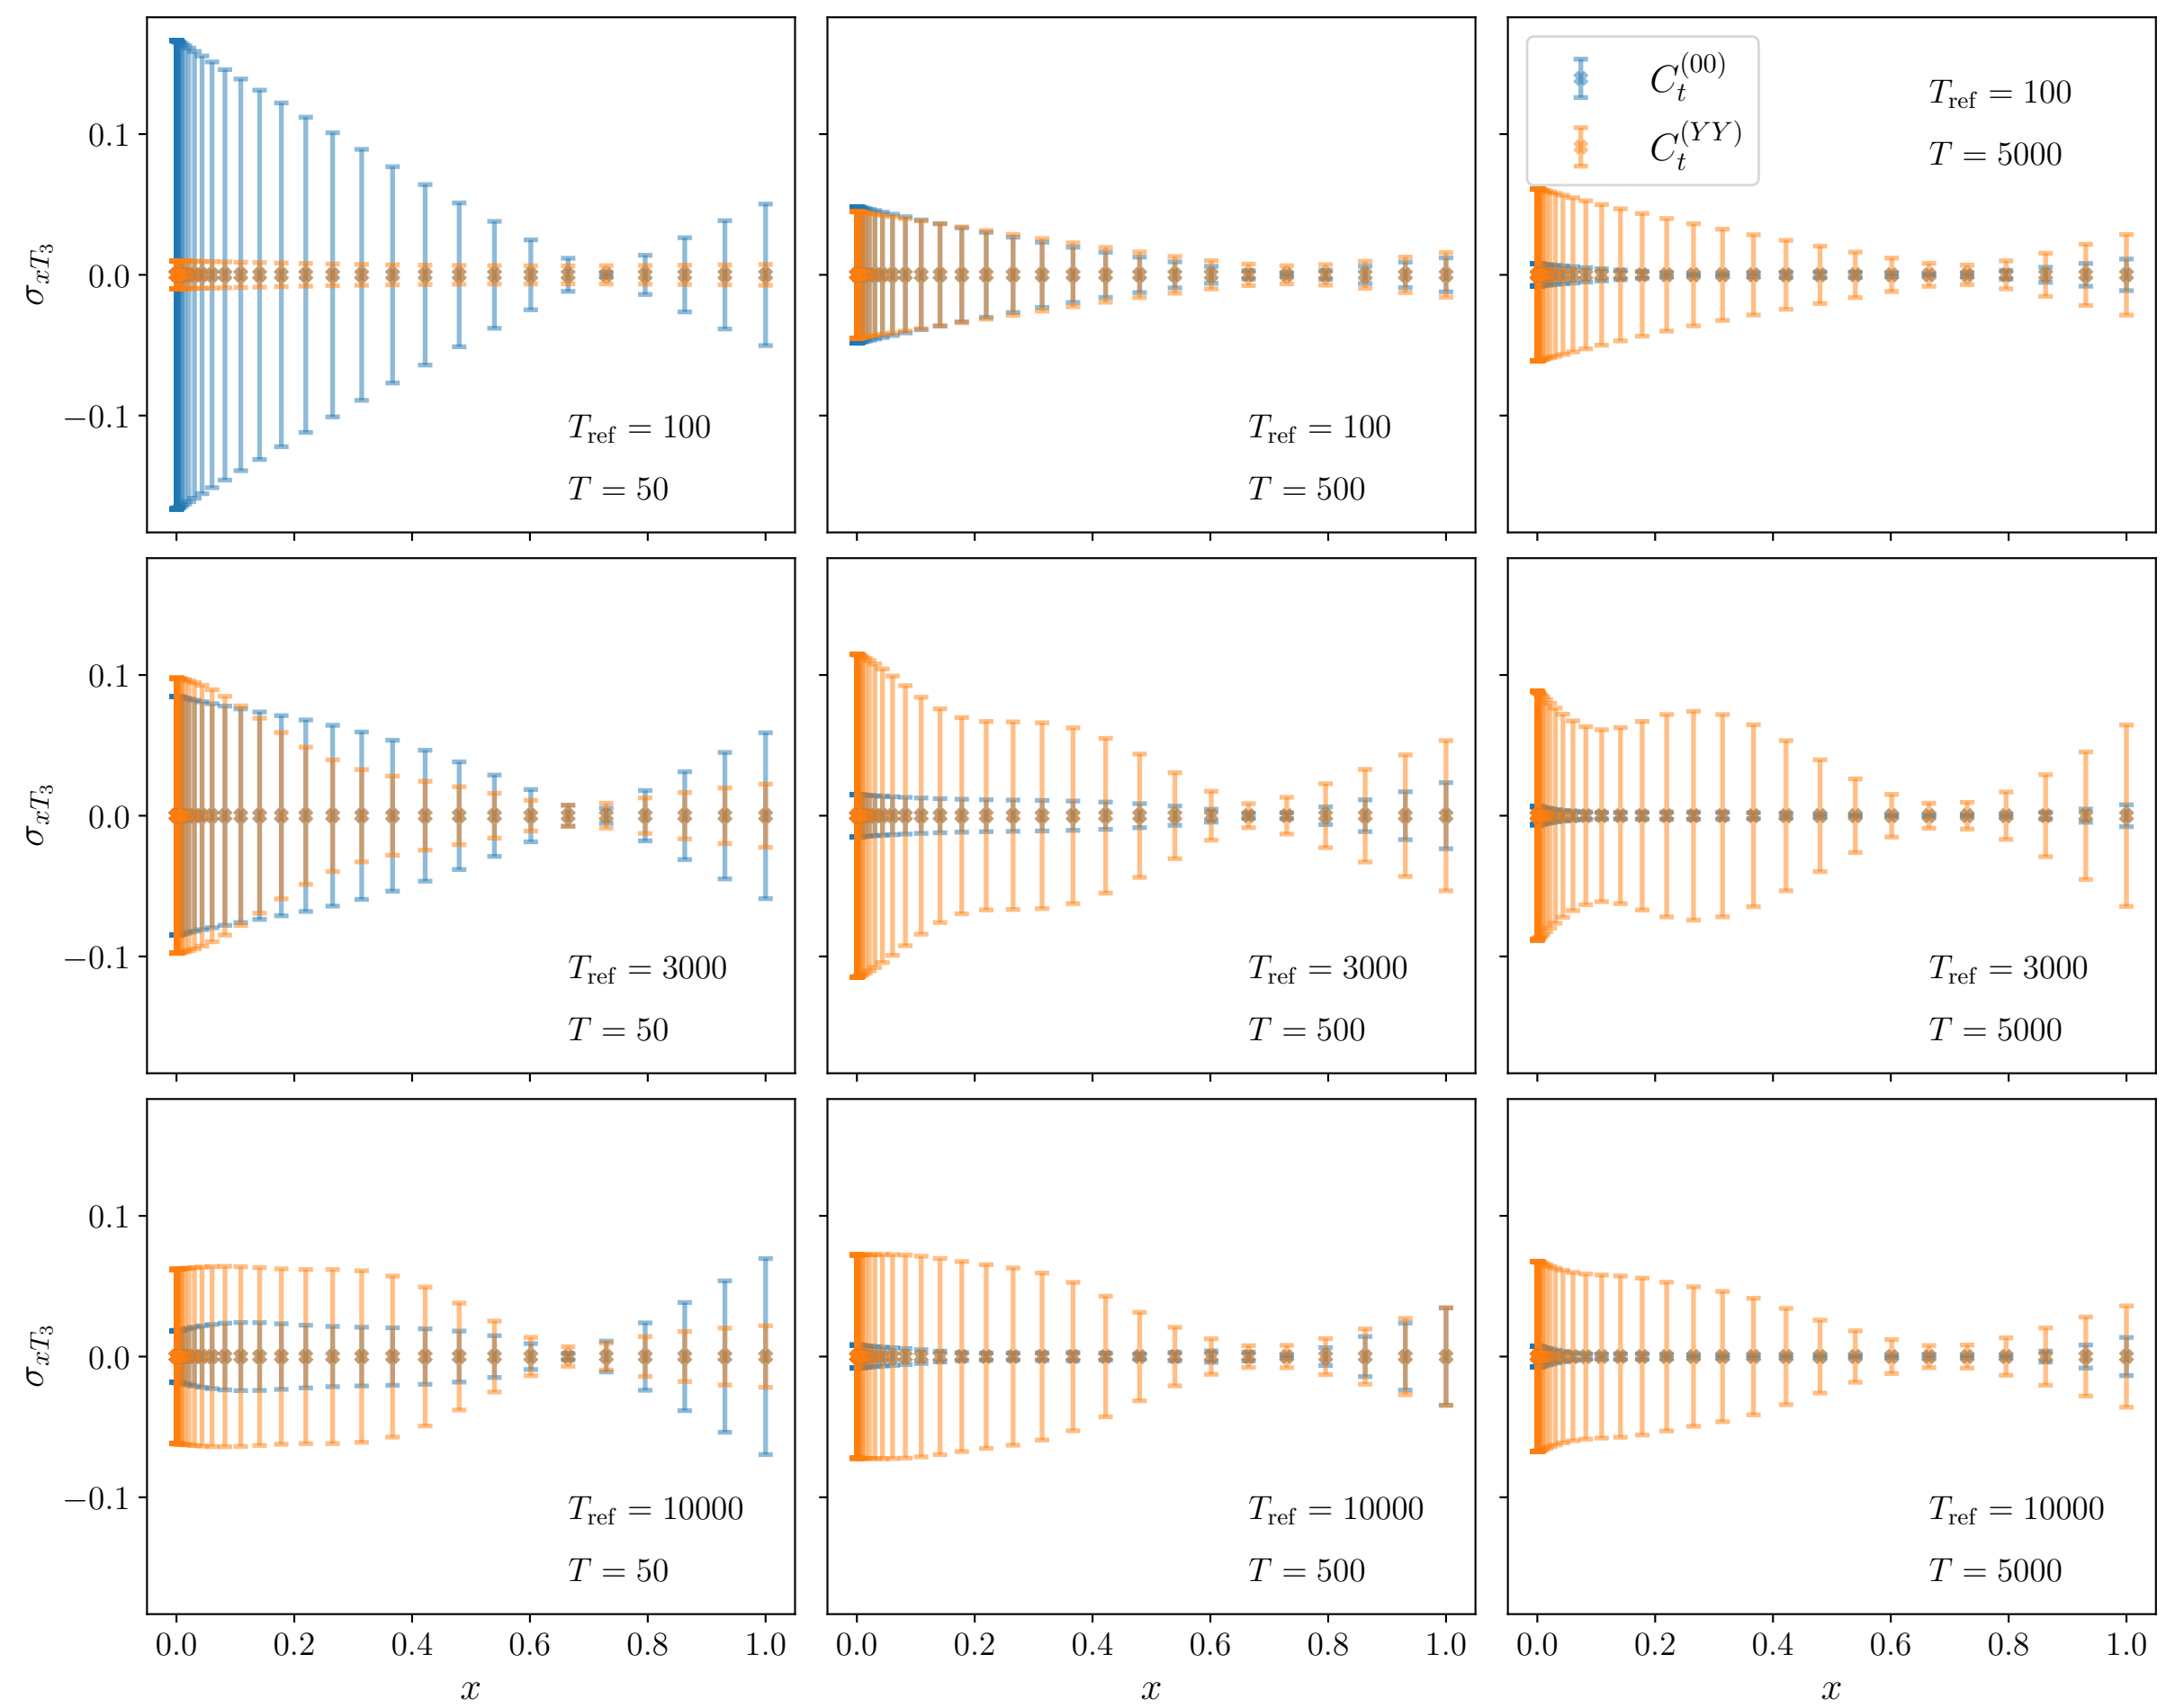 0.1
0.0
−0.1
σ_{xT_3}
T_ref = 100
T = 50
T_ref = 100
T = 500
C_t^{(00)}
C_t^{(YY)}
T_ref = 100
T = 5000
0.1
0.0
−0.1
σ_{xT_3}
T_ref = 3000
T = 50
T_ref = 3000
T = 500
T_ref = 3000
T = 5000
0.1
0.0
−0.1
σ_{xT_3}
T_ref = 10000
T = 50
T_ref = 10000
T = 500
T_ref = 10000
T = 5000
0.0 0.2 0.4 0.6 0.8 1.0
x
0.0 0.2 0.4 0.6 0.8 1.0
x
0.0 0.2 0.4 0.6 0.8 1.0
x